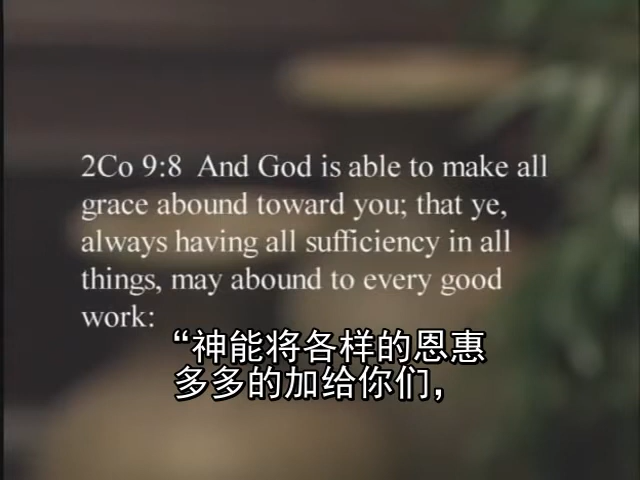 2Co 9:8  And God is able to make all
grace abound toward you; that ye,
always having all sufficiency in all
things, may abound to every good
work:
“神能将各样的恩惠
多多的加给你们，